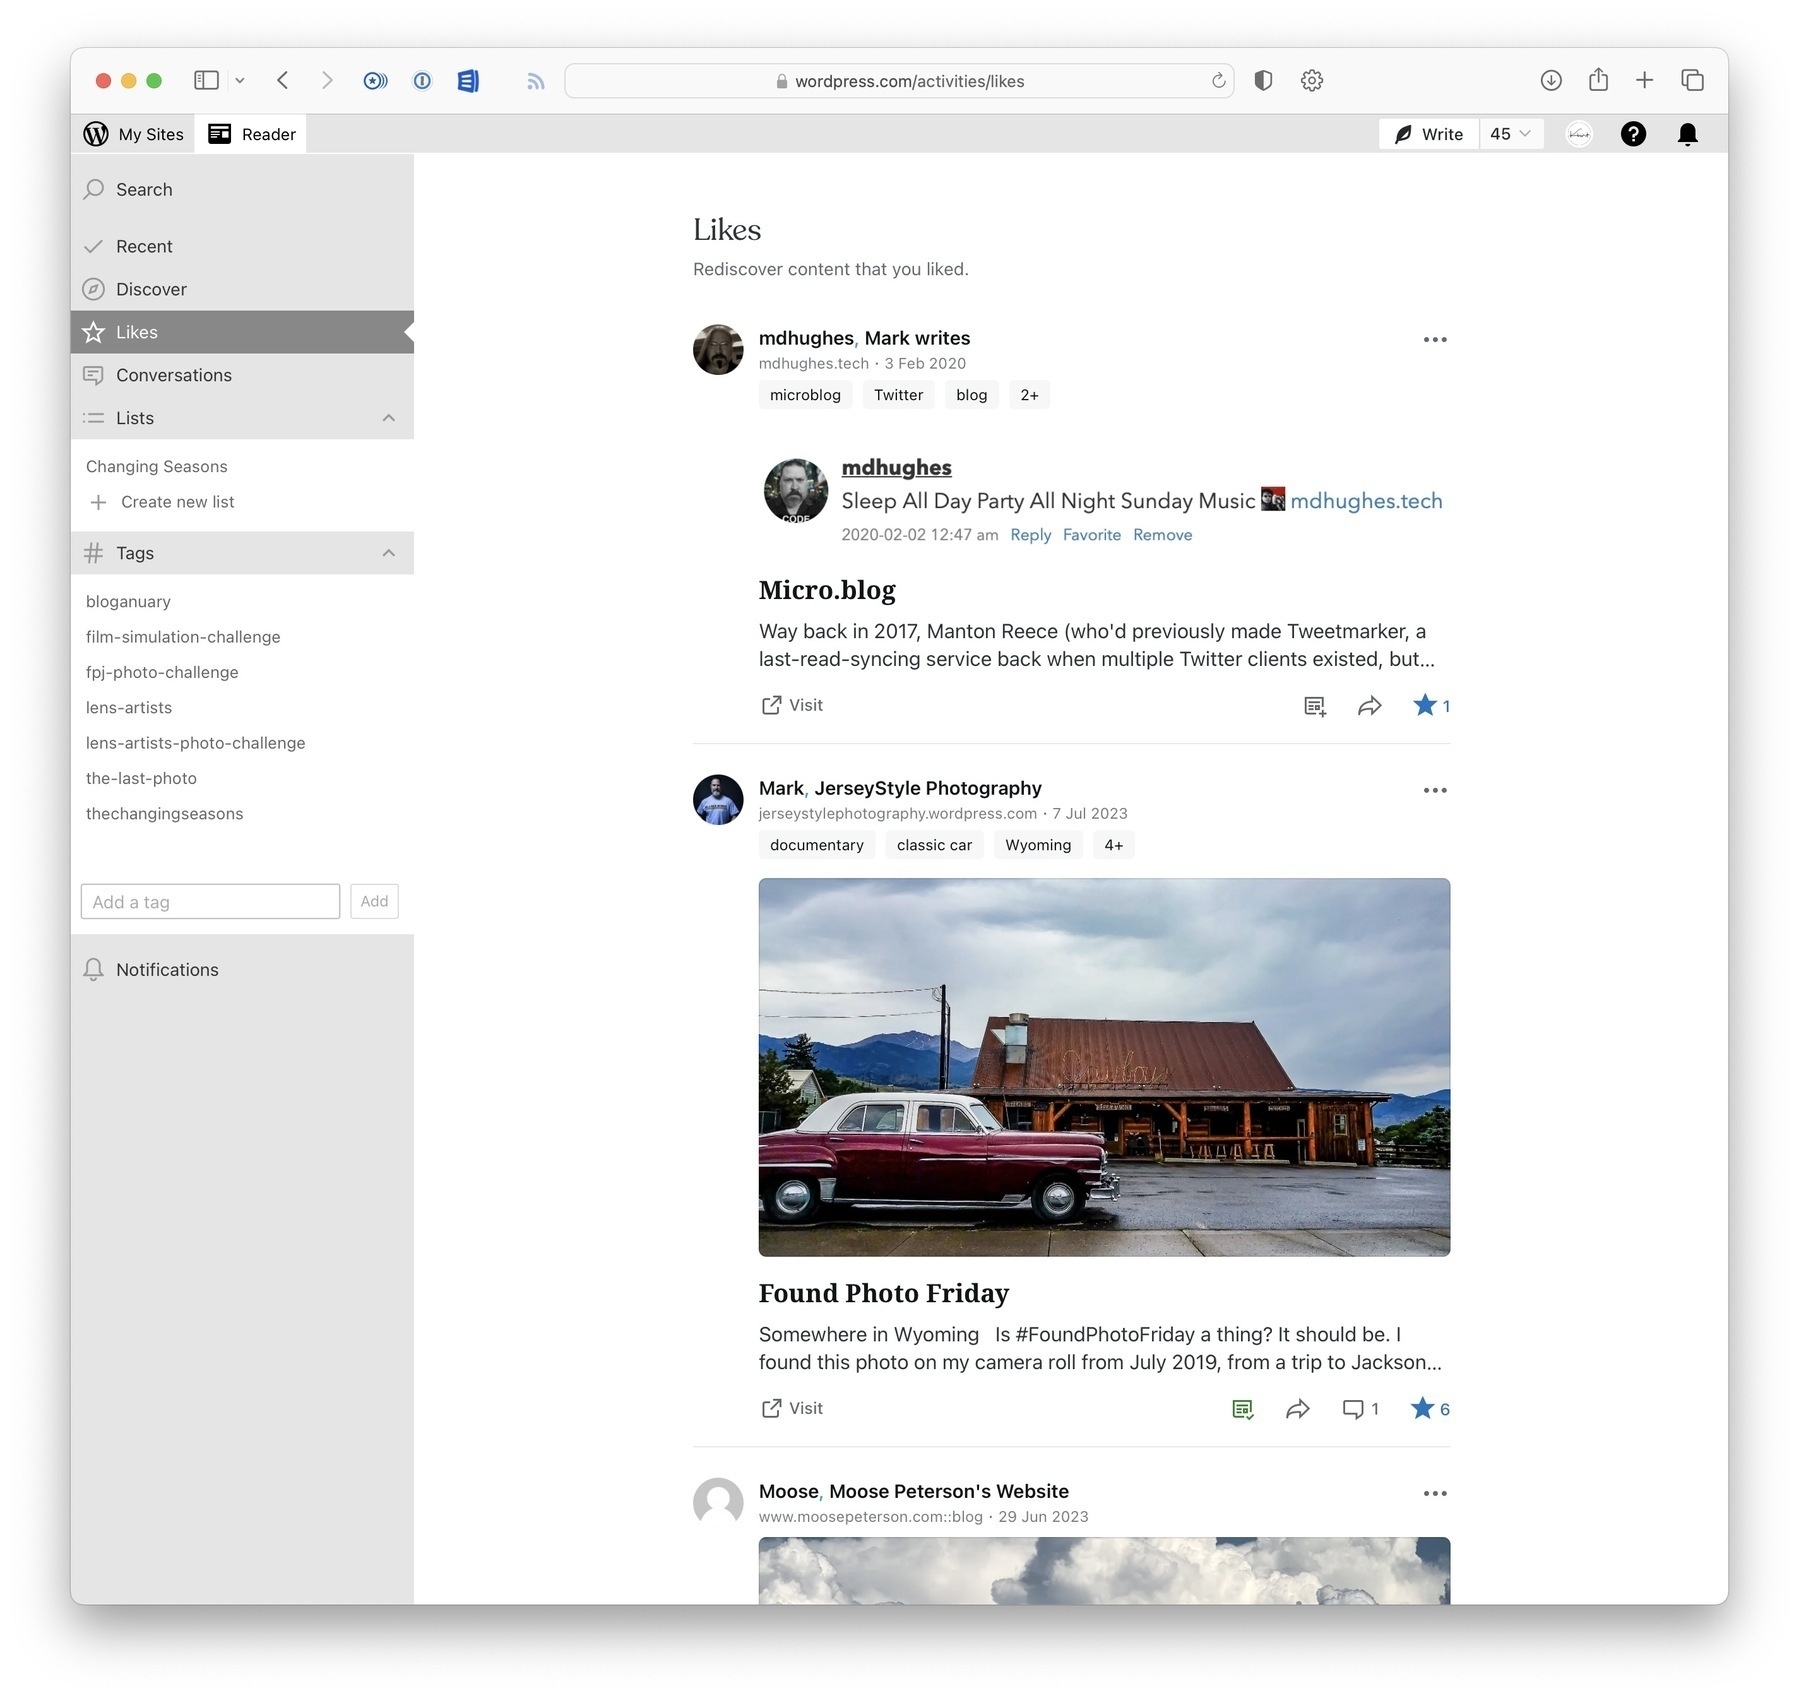 wordpress.com/activities/likes
My Sites
Reader
Write
45
Search
Recent
Discover
Likes
Conversations
Lists
Changing Seasons
Create new list
Tags
bloganuary
film-simulation-challenge
fpj-photo-challenge
lens-artists
lens-artists-photo-challenge
the-last-photo
thechangingseasons
Add a tag
Add
Notifications
Likes
Rediscover content that you liked.
mdhughes, Mark writes
mdhughes.tech · 3 Feb 2020
microblog Twitter blog 2+
mdhughes
Sleep All Day Party All Night Sunday Music mdhughes.tech
CODE
2020-02-02 12:47 am Reply Favorite Remove
Micro.blog
Way back in 2017, Manton Reece (who'd previously made Tweetmarker, a
last-read-syncing service back when multiple Twitter clients existed, but...
Visit
1
Mark, JerseyStyle Photography
jerseystylephotography.wordpress.com · 7 Jul 2023
documentary classic car Wyoming 4+
Cowboy
Found Photo Friday
Somewhere in Wyoming Is #FoundPhotoFriday a thing? It should be. I
found this photo on my camera roll from July 2019, from a trip to Jackson...
Visit
1 6
Moose, Moose Peterson's Website
www.moosepeterson.com::blog · 29 Jun 2023